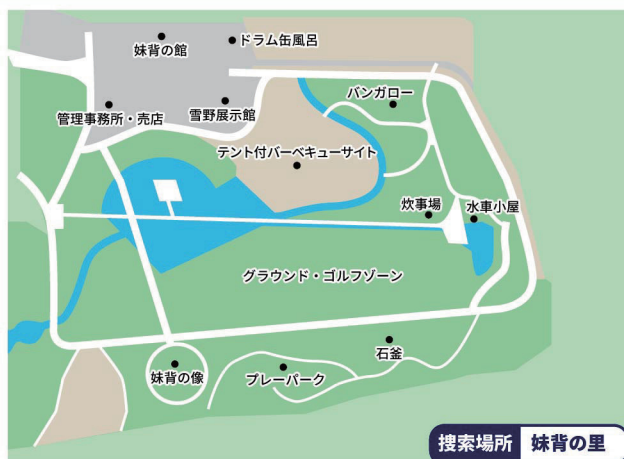 妹背の館
ドラム缶風呂
管理事務所・売店
雪野展示館
バンガロー
テント付バーベキューサイト
炊事場
水車小屋
グラウンド・ゴルフゾーン
石釜
妹背の像
プレーパーク
捜索場所 妹背の里